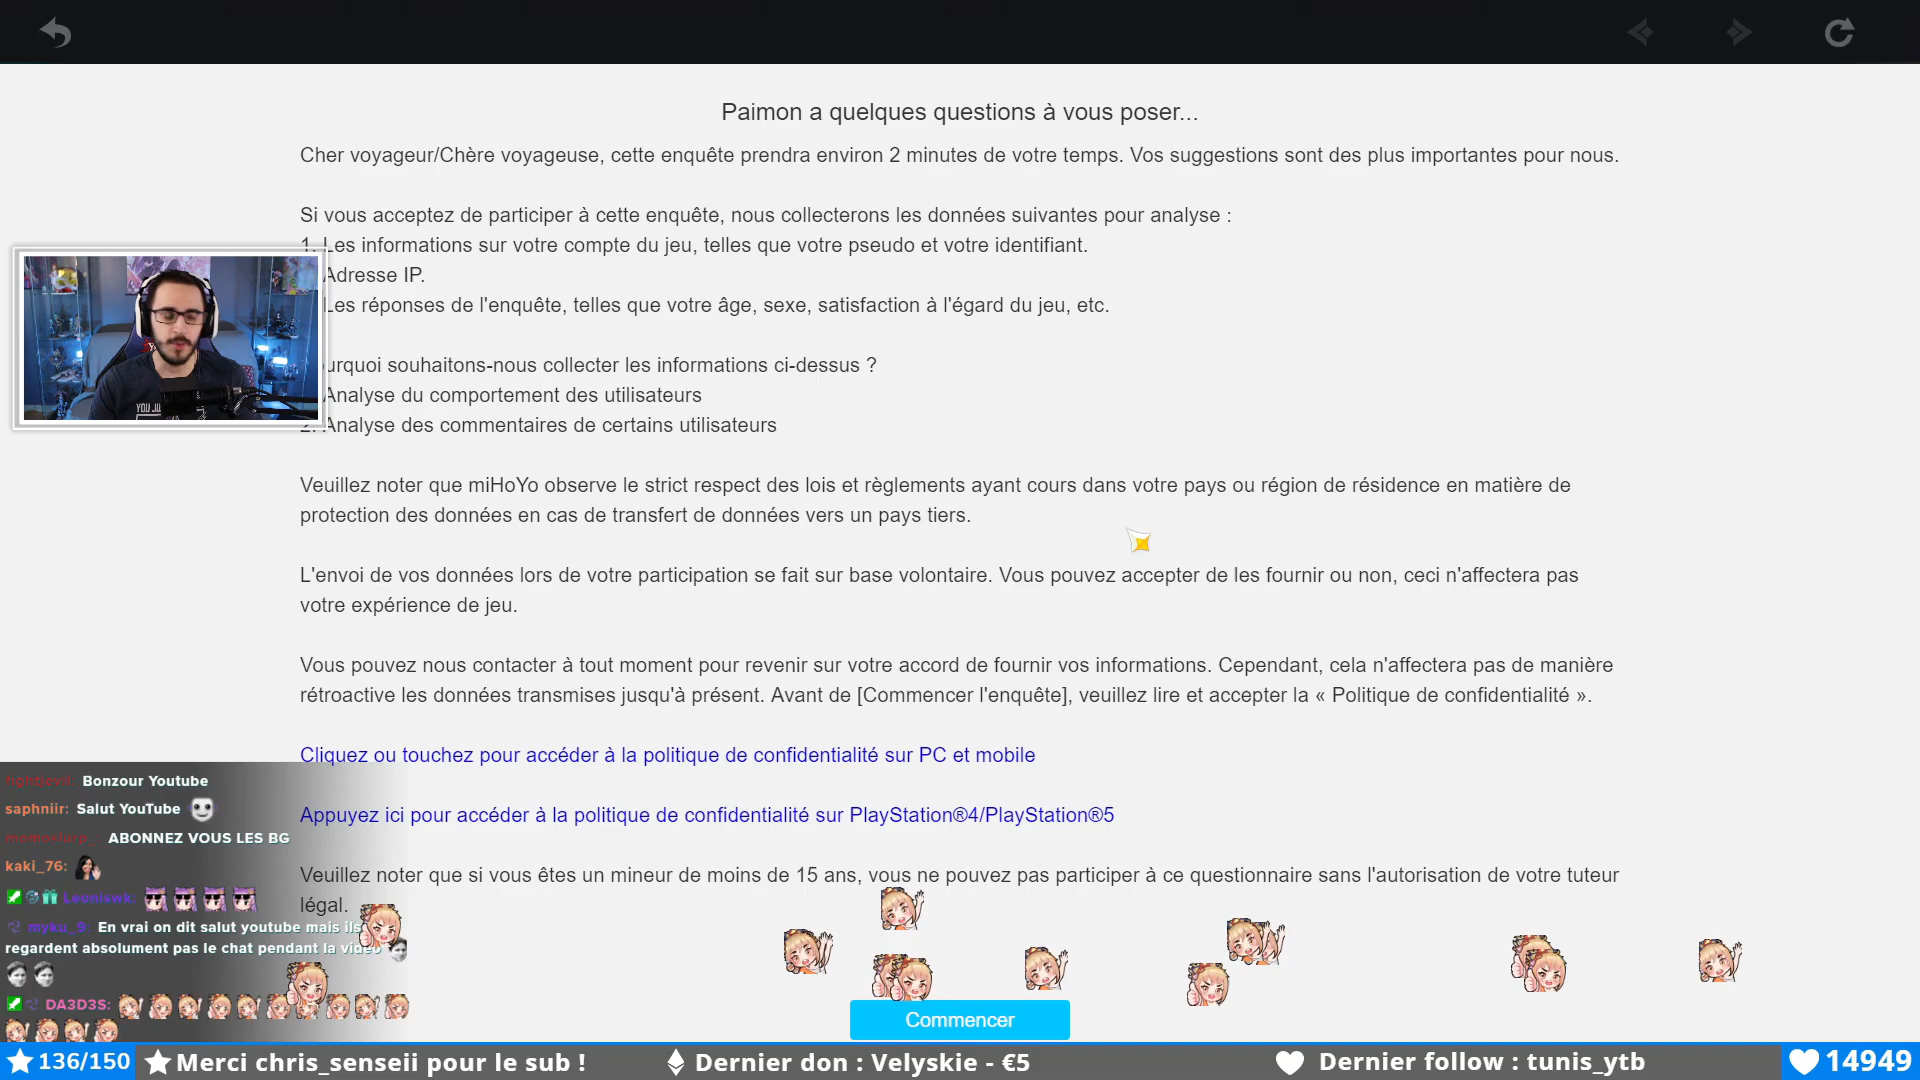 Paimon a quelques questions à vous poser...
Cher voyageur/Chère voyageuse, cette enquête prendra environ 2 minutes de votre temps. Vos suggestions sont des plus importantes pour nous.
Si vous acceptez de participer à cette enquête, nous collecterons les données suivantes pour analyse :
1. Les informations sur votre compte du jeu, telles que votre pseudo et votre identifiant.
Adresse IP.
Les réponses de l'enquête, telles que votre âge, sexe, satisfaction à l'égard du jeu, etc.
urquoi souhaitons-nous collecter les informations ci-dessus ?
Analyse du comportement des utilisateurs
2. Analyse des commentaires de certains utilisateurs
Veuillez noter que miHoYo observe le strict respect des lois et règlements ayant cours dans votre pays ou région de résidence en matière de
protection des données en cas de transfert de données vers un pays tiers.
L'envoi de vos données lors de votre participation se fait sur base volontaire. Vous pouvez accepter de les fournir ou non, ceci n'affectera pas
votre expérience de jeu.
Vous pouvez nous contacter à tout moment pour revenir sur votre accord de fournir vos informations. Cependant, cela n'affectera pas de manière
rétroactive les données transmises jusqu'à présent. Avant de [Commencer l'enquête], veuillez lire et accepter la « Politique de confidentialité ».
Cliquez ou touchez pour accéder à la politique de confidentialité sur PC et mobile
Appuyez ici pour accéder à la politique de confidentialité sur PlayStation®4/PlayStation®5
Veuillez noter que si vous êtes un mineur de moins de 15 ans, vous ne pouvez pas participer à ce questionnaire sans l'autorisation de votre tuteur
légal.
Commencer
YOU
Bonzour Youtube
saphniir: Salut YouTube
ABONNEZ VOUS LES BG
kaki_76:
Leoniswk:
myku_9: En vrai on dit salut youtube mais ils
regardent absolument pas le chat pendant la video
DA3D3S:
136/150
Merci chris_senseii pour le sub !
Dernier don : Velyskie - €5
Dernier follow : tunis_ytb
14949